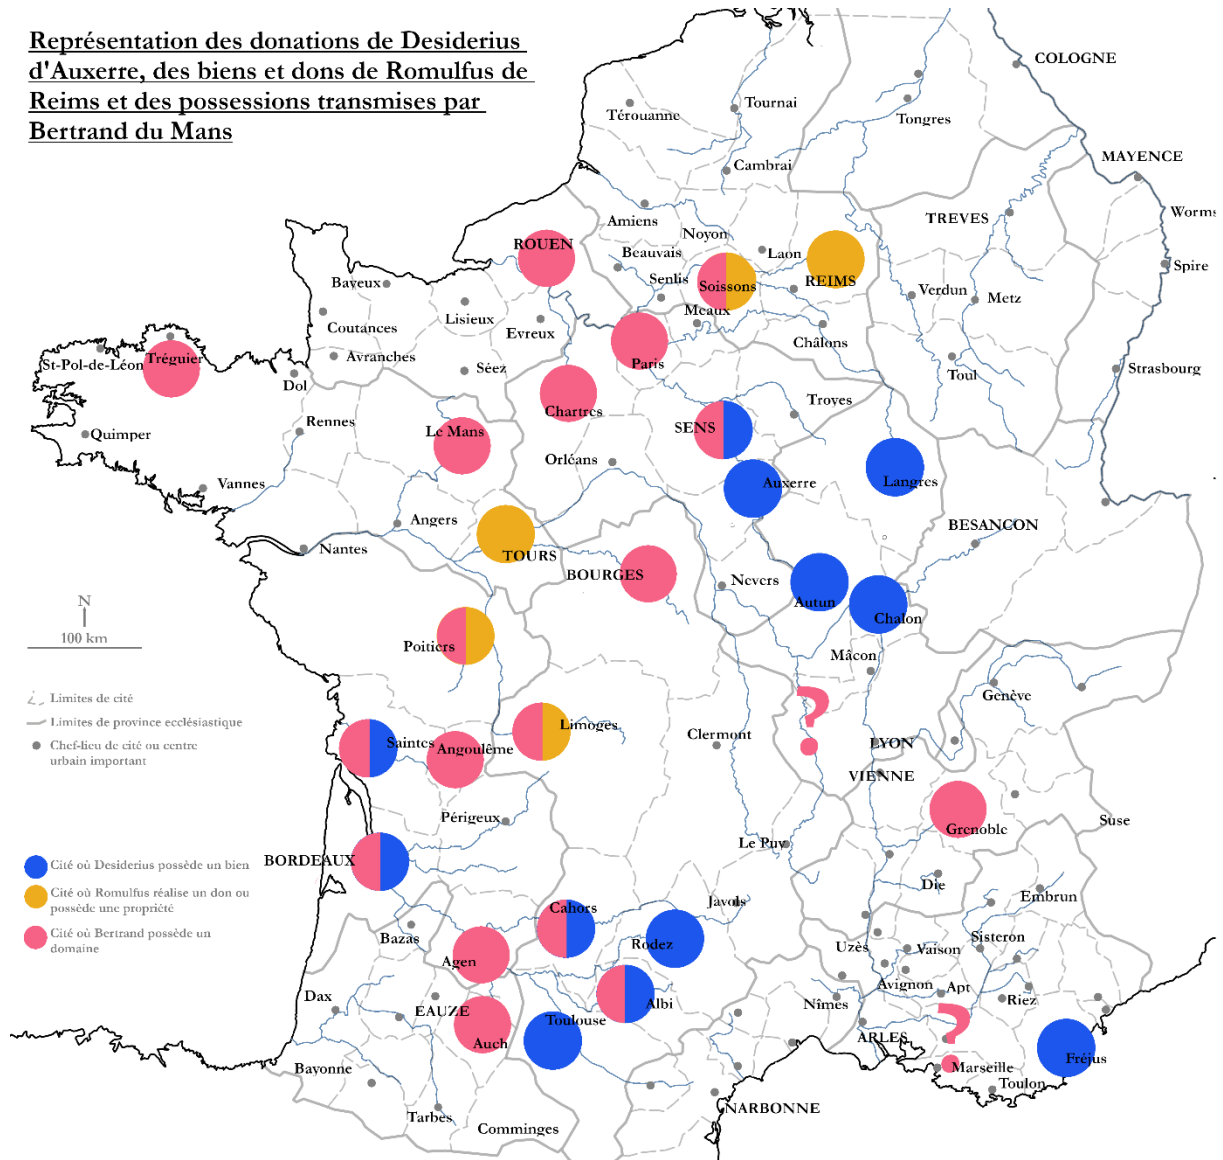 Représentation des donations de Desiderius
d'Auxerre, des biens et dons de Romulfus de
Reims et des possessions transmises par
Bertrand du Mans
COLOGNE
Tournai
Térouanne
Tongres
Cambrai
MAYENCE
Amiens
TREVES
Worms
Noyon
ROUEN
Beauvais
Laon
Spire
Senlis
Soissons
REIMS
Bayeux
Verdun
Metz
Meaux
Coutances
Lisieux
Evreux
Châlons
Avranches
St-Pol-de-Léon
Tréguier
Séez
Paris
Toul
Strasbourg
Dol
Troyes
Chartres
Rennes
Le Mans
SENS
Quimper
Orléans
Auxerre
Langres
Vannes
Angers
BESANCON
Nantes
TOURS
BOURGES
Nevers
Autun
Chalon
N
100 km
Poitiers
Mâcon
Genève
Limites de cité
Limites de province ecclésiastique
Chef-lieu de cité ou centre
urbain important
?
Limoges
Saintes
Angoulême
Clermont
LYON
VIENNE
Périgeux
Grenoble
Suse
Le Puy
BORDEAUX
Cité où Desiderius possède un bien
Cité où Romulfus réalise un don ou
possède une propriété
Cité où Bertrand possède un
domaine
Die
Embrun
Cahors
Javols
Bazas
Rodez
Uzès
Vaison
Sisteron
Agen
Avignon
Apt
Dax
Albi
Nîmes
Riez
EAUZE
Toulouse
?
Auch
ARLES
Fréjus
Bayonne
Marseille
Toulon
Tarbes
NARBONNE
Comminges